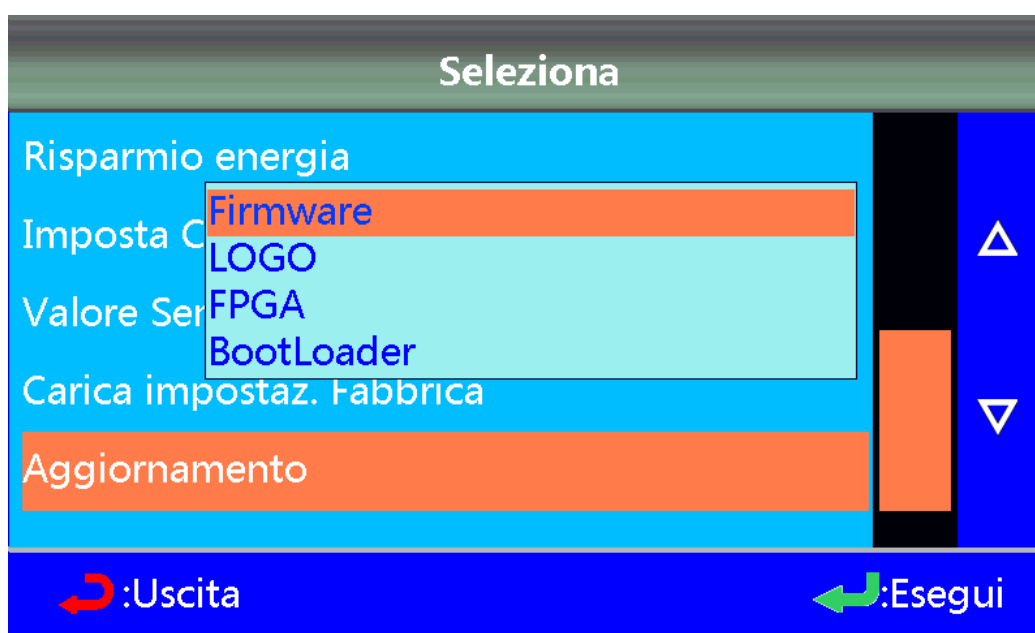 Seleziona
Risparmio energia
Firmware
Imposta C
LOGO
Valore Ser
FPGA
BootLoader
Carica impostaz. Fabbrica
Aggiornamento
:Uscita
:Esegui